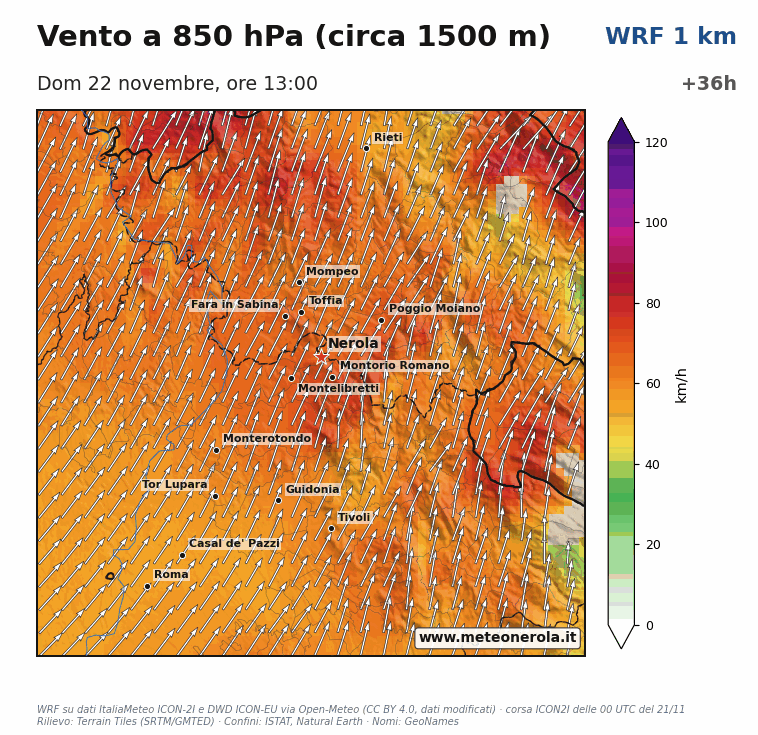 Vento a 850 hPa (circa 1500 m)
WRF 1 km
Dom 22 novembre, ore 13:00
+36h
Rieti
Mompeo
Fara in Sabina
Toffia
Poggio Moiano
Nerola
Montorio Romano
Montelibretti
Monterotondo
Tor Lupara
Guidonia
Tivoli
Casal de' Pazzi
Roma
www.meteonerola.it
120
100
80
60
40
20
0
km/h
WRF su dati ItaliaMeteo ICON-2I e DWD ICON-EU via Open-Meteo (CC BY 4.0, dati modificati) · corsa ICON2I delle 00 UTC del 21/11
Rilievo: Terrain Tiles (SRTM/GMTED) · Confini: ISTAT, Natural Earth · Nomi: GeoNames